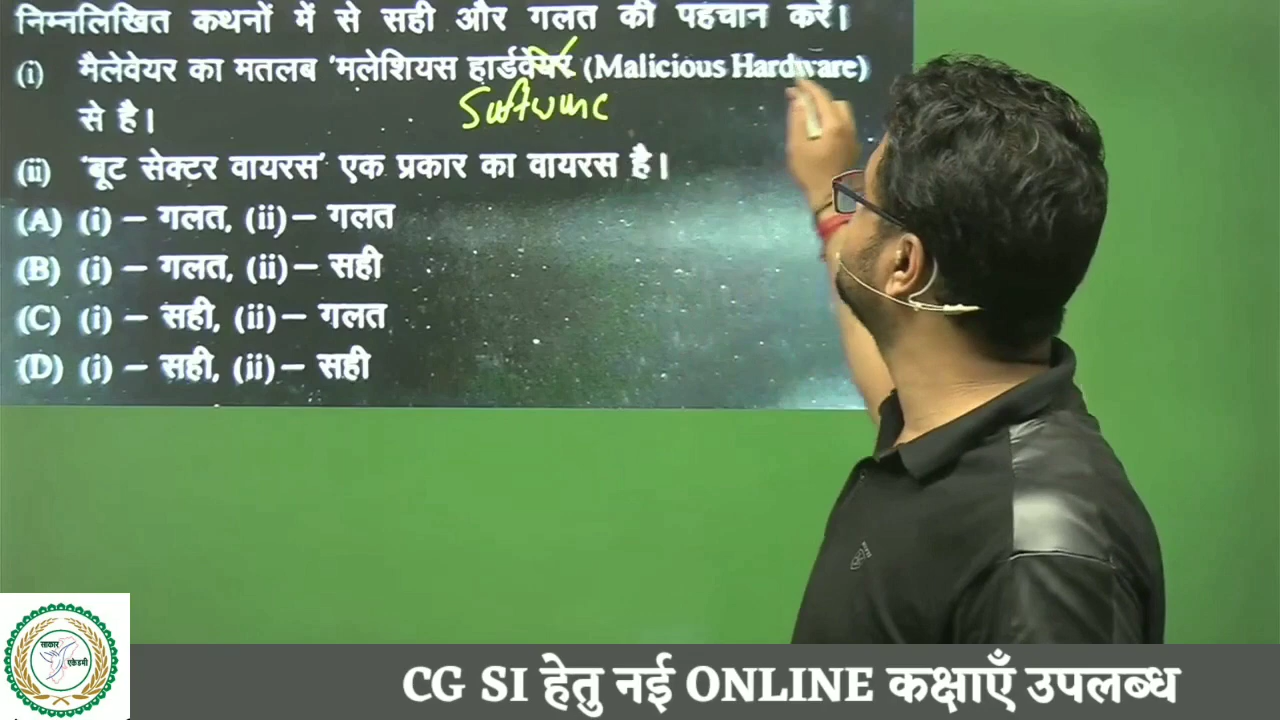 निम्नलिखित कथनों में से सही और गलत की पहचान करें।
(i) मैलेवेयर का मतलब 'मलेशियस हार्डवेयर (Malicious Hardware)
Software
से है।
(ii) 'बूट सेक्टर वायरस' एक प्रकार का वायरस है।
(A) (i) – गलत, (ii) – गलत
(B) (i) – गलत, (ii) – सही
(C) (i) – सही, (ii) – गलत
(D) (i) – सही, (ii) – सही
साकार
एकेडमी
CG SI हेतु नई ONLINE कक्षाएँ उपलब्ध